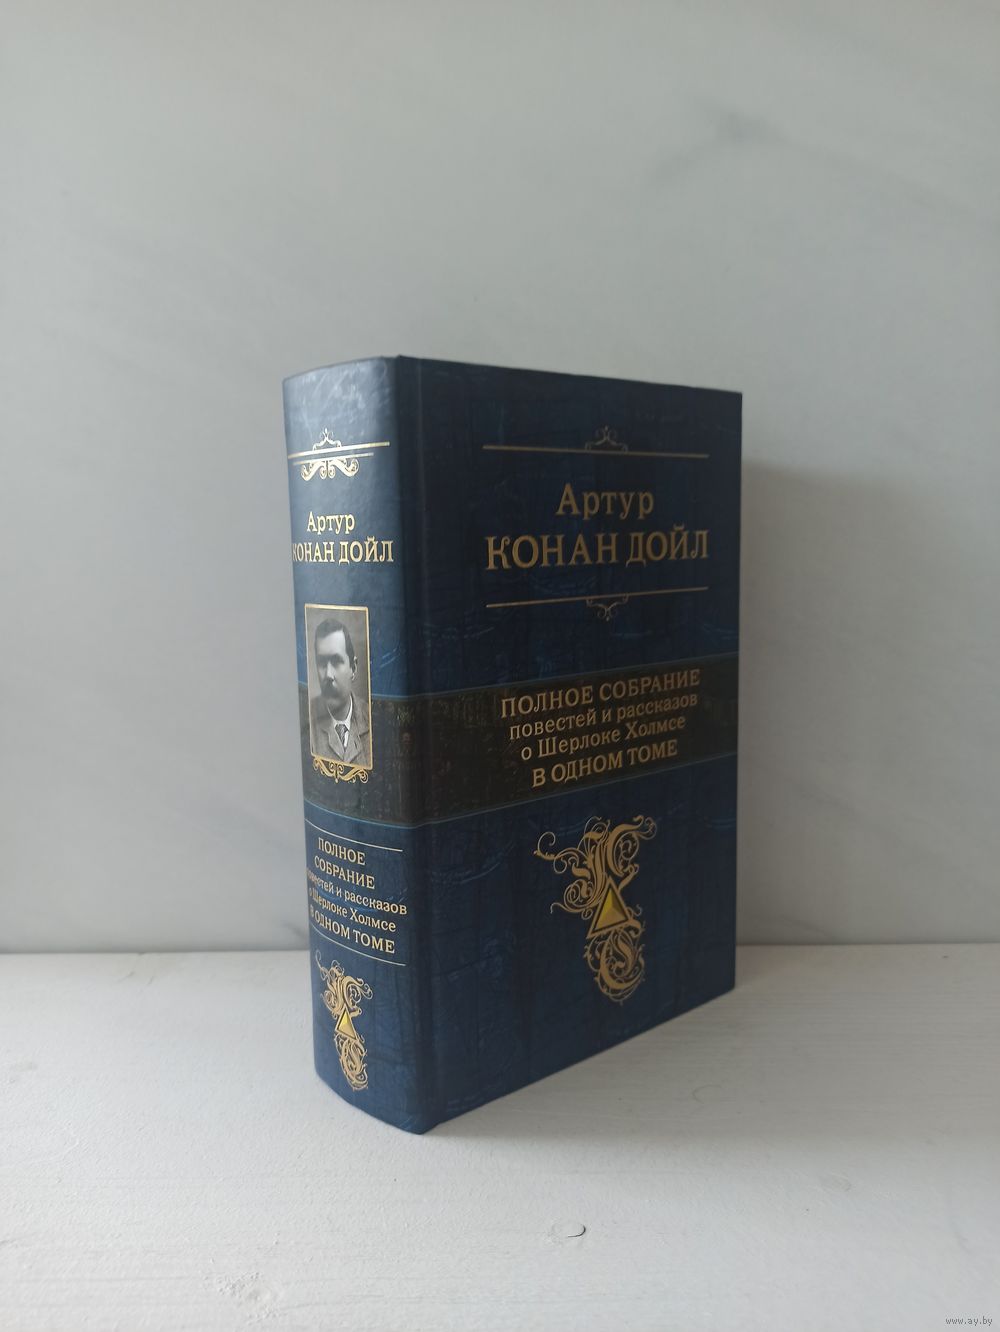 Артур
КОНАН ДОЙЛ
ПОЛНОЕ
СОБРАНИЕ
повестей и рассказов
о Шерлоке Холмсе
В ОДНОМ ТОМЕ
Артур
КОНАН ДОЙЛ
ПОЛНОЕ СОБРАНИЕ
повестей и рассказов
о Шерлоке Холмсе
В ОДНОМ ТОМЕ
www.ay.by